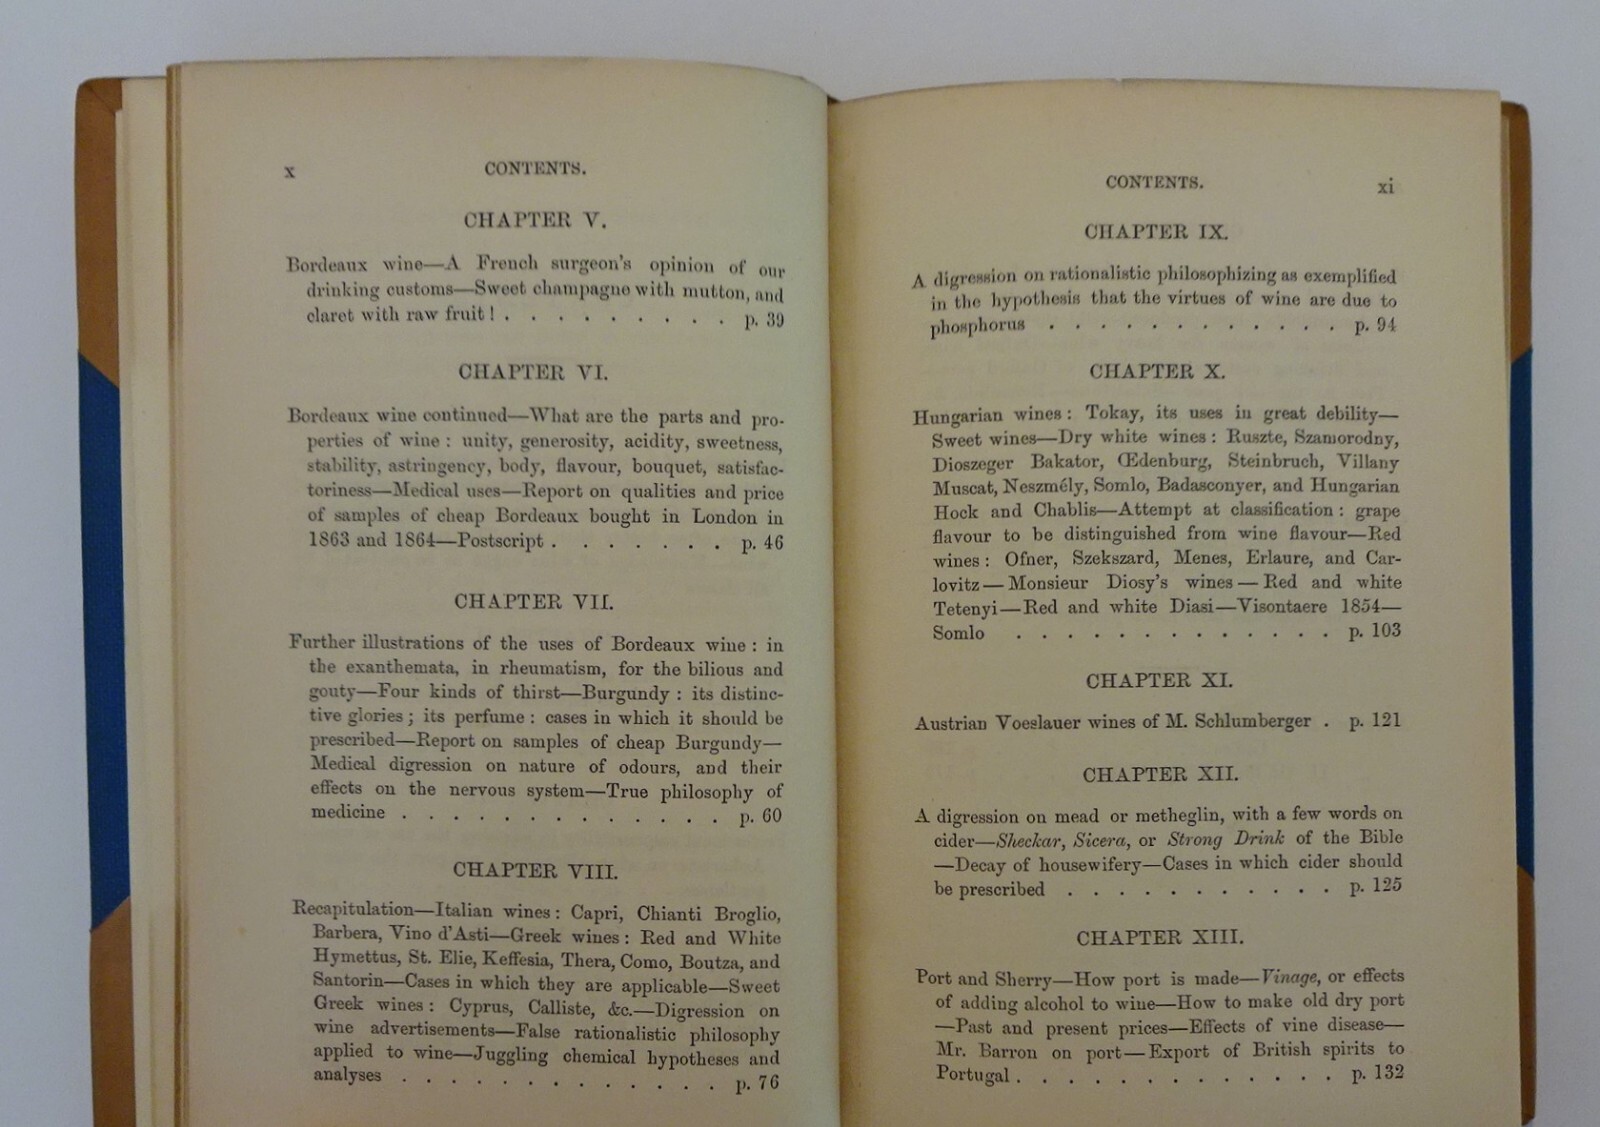 x
CONTENTS.
CHAPTER V.
Bordeaux wine—A French surgeon's opinion of our
drinking customs—Sweet champagne with mutton, and
claret with raw fruit! . . . . . . . . . . p. 39
CHAPTER VI.
Bordeaux wine continued—What are the parts and pro-
perties of wine : unity, generosity, acidity, sweetness,
stability, astringency, body, flavour, bouquet, satisfac-
toriness—Medical uses—Report on qualities and price
of samples of cheap Bordeaux bought in London in
1863 and 1864—Postscript . . . . . . . p. 46
CHAPTER VII.
Further illustrations of the uses of Bordeaux wine : in
the exanthemata, in rheumatism, for the bilious and
gouty—Four kinds of thirst—Burgundy : its distinc-
tive glories ; its perfume : cases in which it should be
prescribed—Report on samples of cheap Burgundy—
Medical digression on nature of odours, and their
effects on the nervous system—True philosophy of
medicine . . . . . . . . . . . . . p. 60
CHAPTER VIII.
Recapitulation—Italian wines : Capri, Chianti Broglio,
Barbera, Vino d'Asti—Greek wines : Red and White
Hymettus, St. Elie, Keffesia, Thera, Como, Boutza, and
Santorin—Cases in which they are applicable—Sweet
Greek wines : Cyprus, Calliste, &c.—Digression on
wine advertisements—False rationalistic philosophy
applied to wine—Juggling chemical hypotheses and
analyses . . . . . . . . . . . . . p. 76
CONTENTS.
xi
CHAPTER IX.
A digression on rationalistic philosophizing as exemplified
in the hypothesis that the virtues of wine are due to
phosphorus . . . . . . . . . . . . p. 94
CHAPTER X.
Hungarian wines : Tokay, its uses in great debility—
Sweet wines—Dry white wines : Ruszte, Szamorodny,
Dioszeger Bakator, Œdenburg, Steinbruch, Villany
Muscat, Neszmély, Somlo, Badasconyer, and Hungarian
Hock and Chablis—Attempt at classification : grape
flavour to be distinguished from wine flavour—Red
wines : Ofner, Szekszard, Menes, Erlaure, and Car-
lovitz—Monsieur Diosy's wines—Red and white
Tetenyi—Red and white Diasi—Visontaere 1854—
Somlo . . . . . . . . . . . . . p. 103
CHAPTER XI.
Austrian Voeslauer wines of M. Schlumberger . p. 121
CHAPTER XII.
A digression on mead or metheglin, with a few words on
cider—Sheckar, Sicera, or Strong Drink of the Bible
—Decay of housewifery—Cases in which cider should
be prescribed . . . . . . . . . . . p. 125
CHAPTER XIII.
Port and Sherry—How port is made—Vinage, or effects
of adding alcohol to wine—How to make old dry port
—Past and present prices—Effects of vine disease—
Mr. Barron on port—Export of British spirits to
Portugal . . . . . . . . . . . . . p. 132